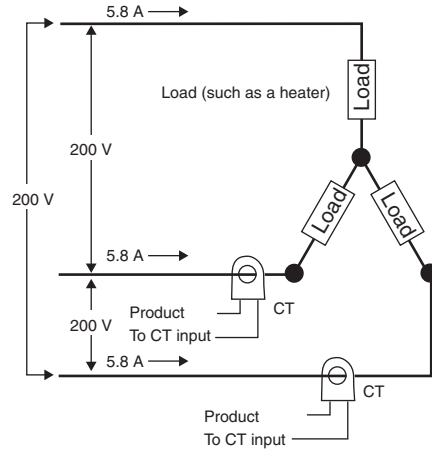 5.8 A
Load (such as a heater)
Load
200 V
200 V
Load
Load
5.8 A
Product
To CT input
CT
200 V
5.8 A
CT
Product
To CT input